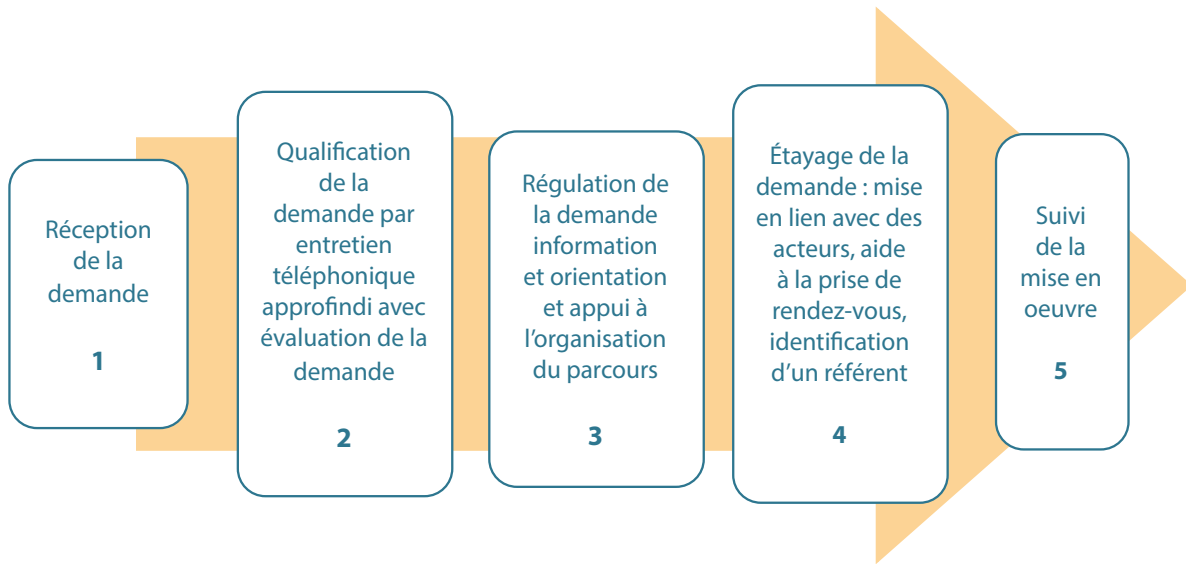 Réception
de la
demande
1
Qualification
de la
demande par
entretien
téléphonique
approfindi avec
évaluation de la
demande
2
Régulation de
la demande
information
et orientation
et appui à
l’organisation
du parcours
3
Étayage de la
demande : mise
en lien avec des
acteurs, aide
à la prise de
rendez-vous,
identification
d’un référent
4
Suivi
de la
mise en
oeuvre
5